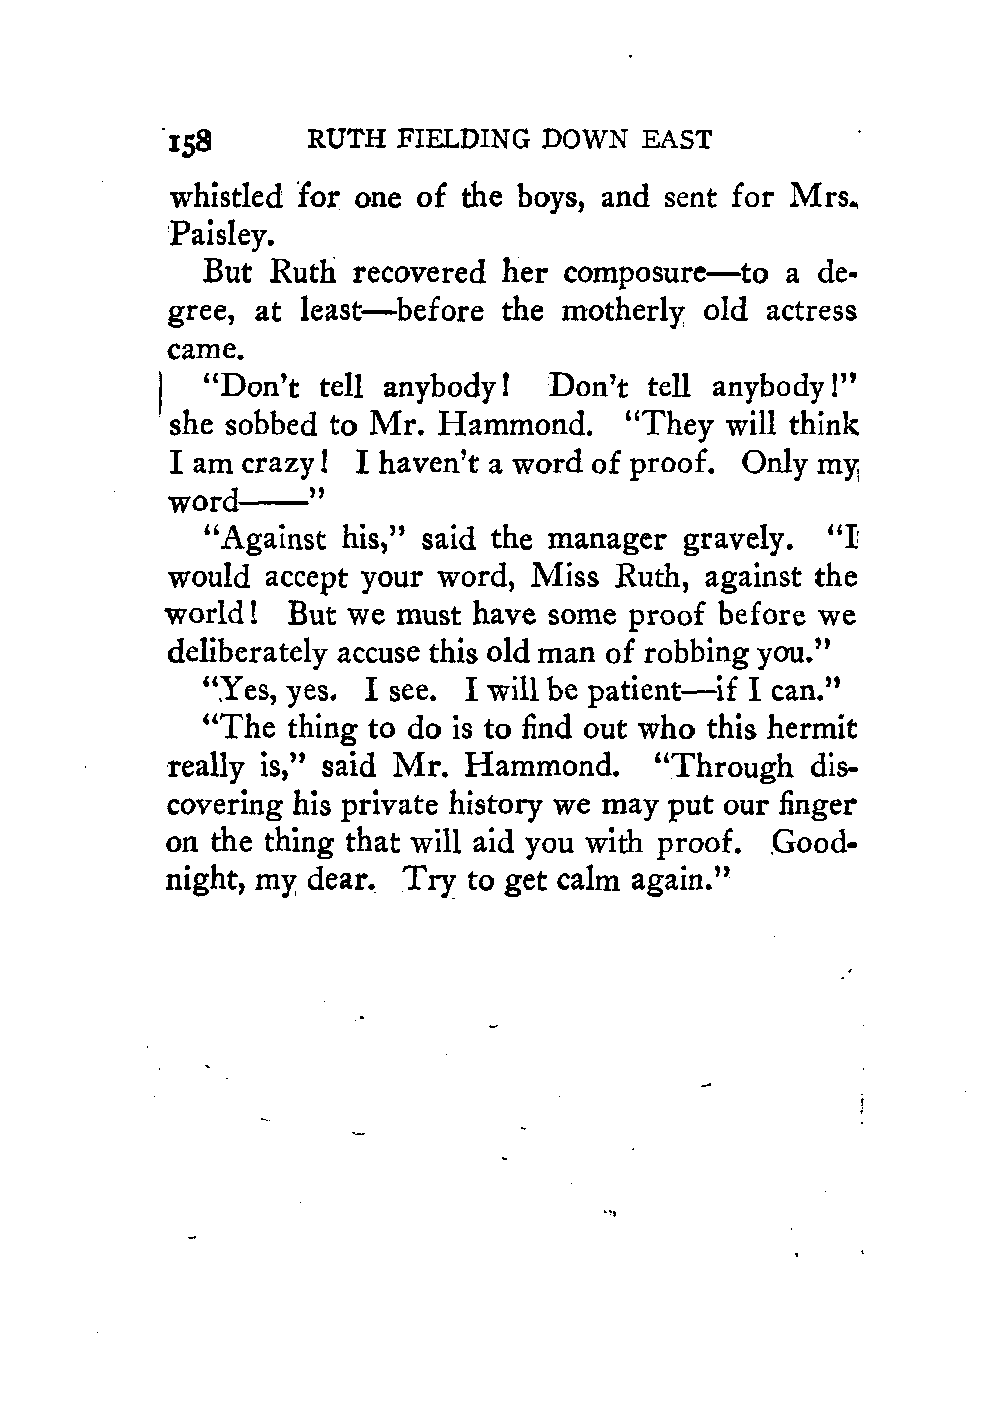 158 RUTH FIELDING DOWN EAST
whistled for one of the boys, and sent for Mrs.
Paisley.
But Ruth recovered her composure—to a de-
gree, at least—before the motherly old actress
came.
"Don't tell anybody! Don't tell anybody!"
she sobbed to Mr. Hammond. "They will think
I am crazy! I haven't a word of proof. Only my
word——"
"Against his," said the manager gravely. "I
would accept your word, Miss Ruth, against the
world! But we must have some proof before we
deliberately accuse this old man of robbing you."
"Yes, yes. I see. I will be patient—if I can."
"The thing to do is to find out who this hermit
really is," said Mr. Hammond. "Through dis-
covering his private history we may put our finger
on the thing that will aid you with proof. Good-
night, my dear. Try to get calm again."